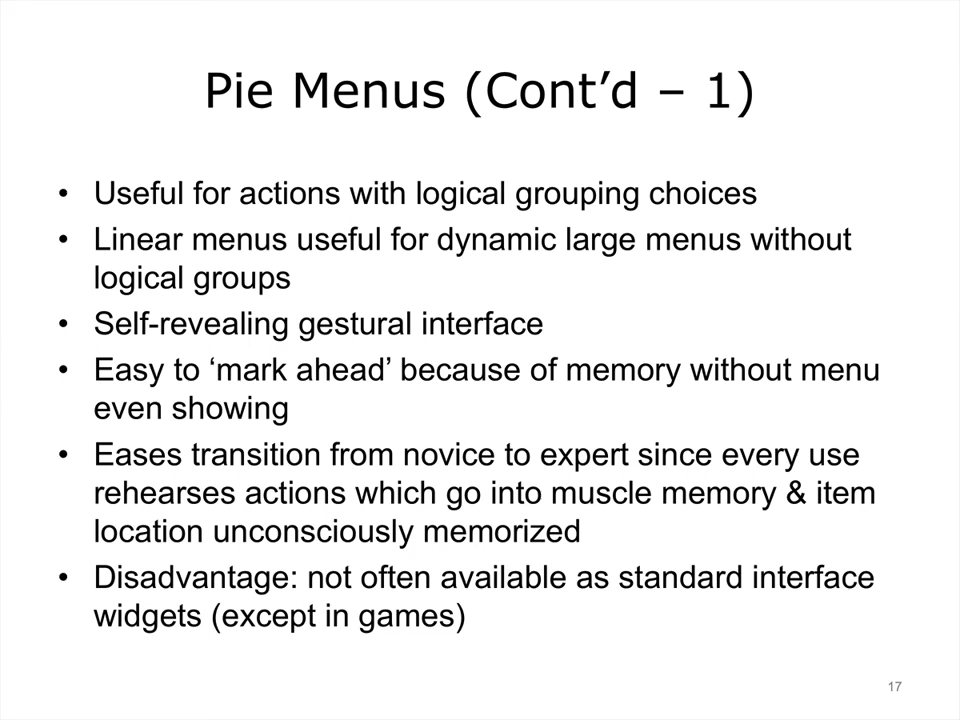 Pie Menus (Cont’d – 1)
• Useful for actions with logical grouping choices
• Linear menus useful for dynamic large menus without
logical groups
• Self-revealing gestural interface
• Easy to ‘mark ahead’ because of memory without menu
even showing
• Eases transition from novice to expert since every use
rehearses actions which go into muscle memory & item
location unconsciously memorized
• Disadvantage: not often available as standard interface
widgets (except in games)
17